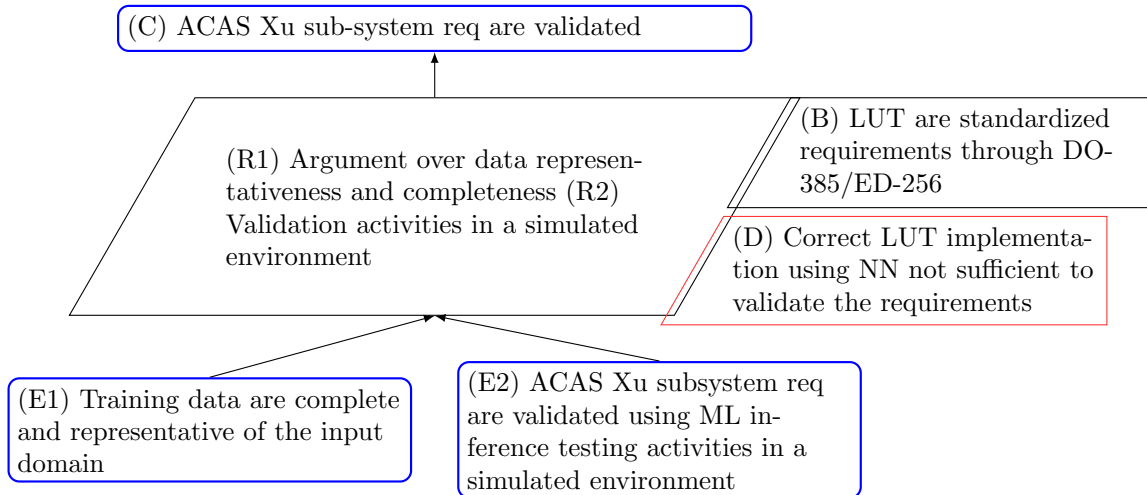 (C) ACAS Xu sub-system req are validated
(R1) Argument over data represen-
tativeness and completeness (R2)
Validation activities in a simulated
environment
(B) LUT are standardized
requirements through DO-
385/ED-256
(D) Correct LUT implementa-
tion using NN not sufficient to
validate the requirements
(E1) Training data are complete
and representative of the input
domain
(E2) ACAS Xu subsystem req
are validated using ML in-
ference testing activities in a
simulated environment